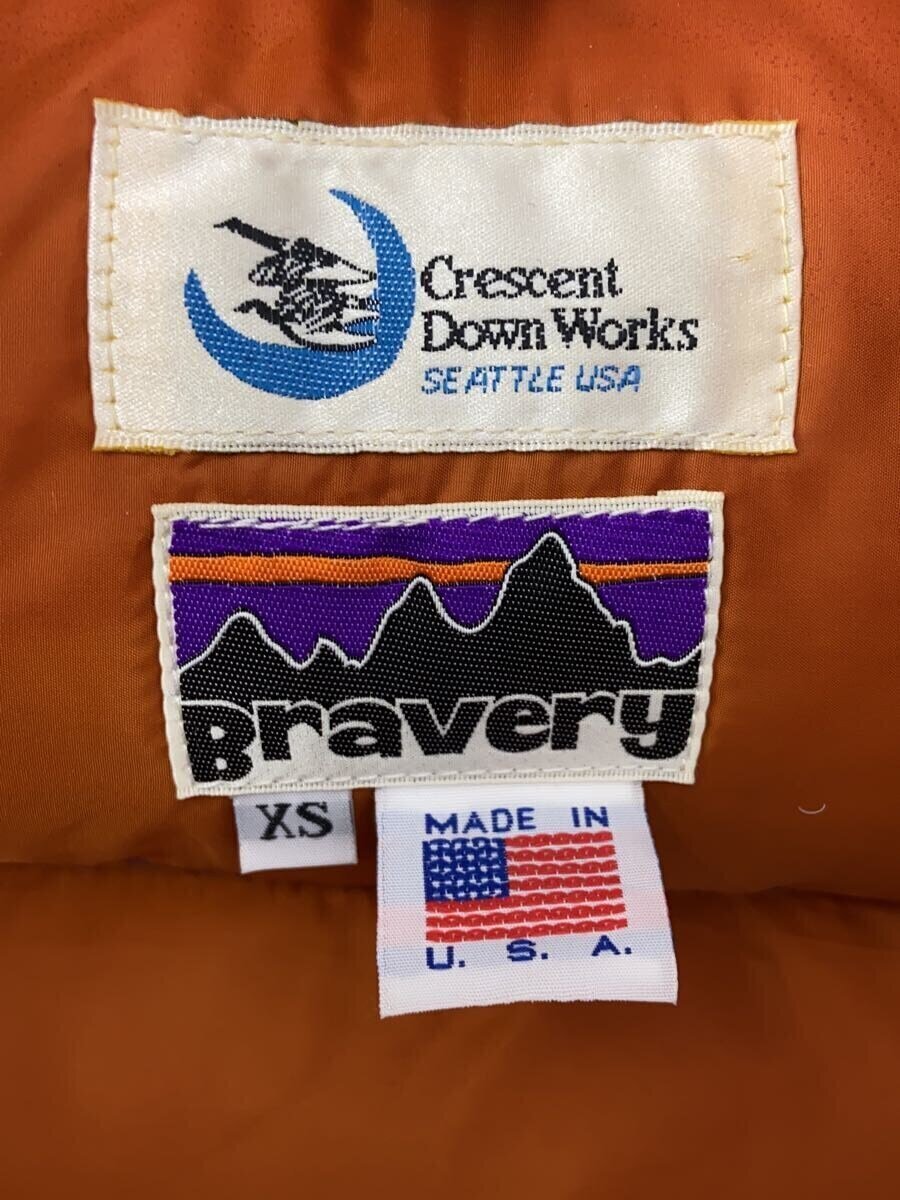 Crescent
Down Works
SEATTLE USA
Bravery
XS
MADE IN
U. S. A.